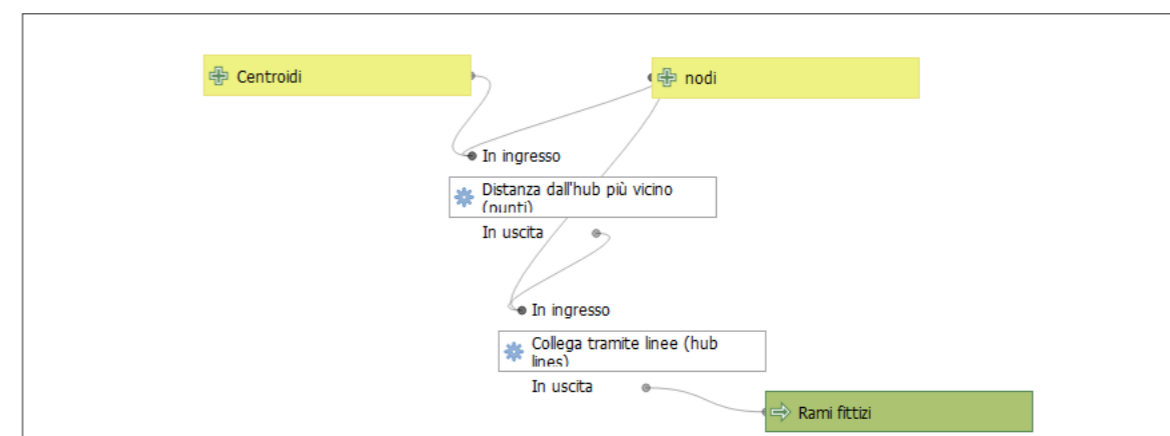 Centroidi
nodi
In ingresso
Distanza dall'hub più vicino
(punti)
In uscita
In ingresso
Collega tramite linee (hub
lines)
In uscita
Rami fittizi